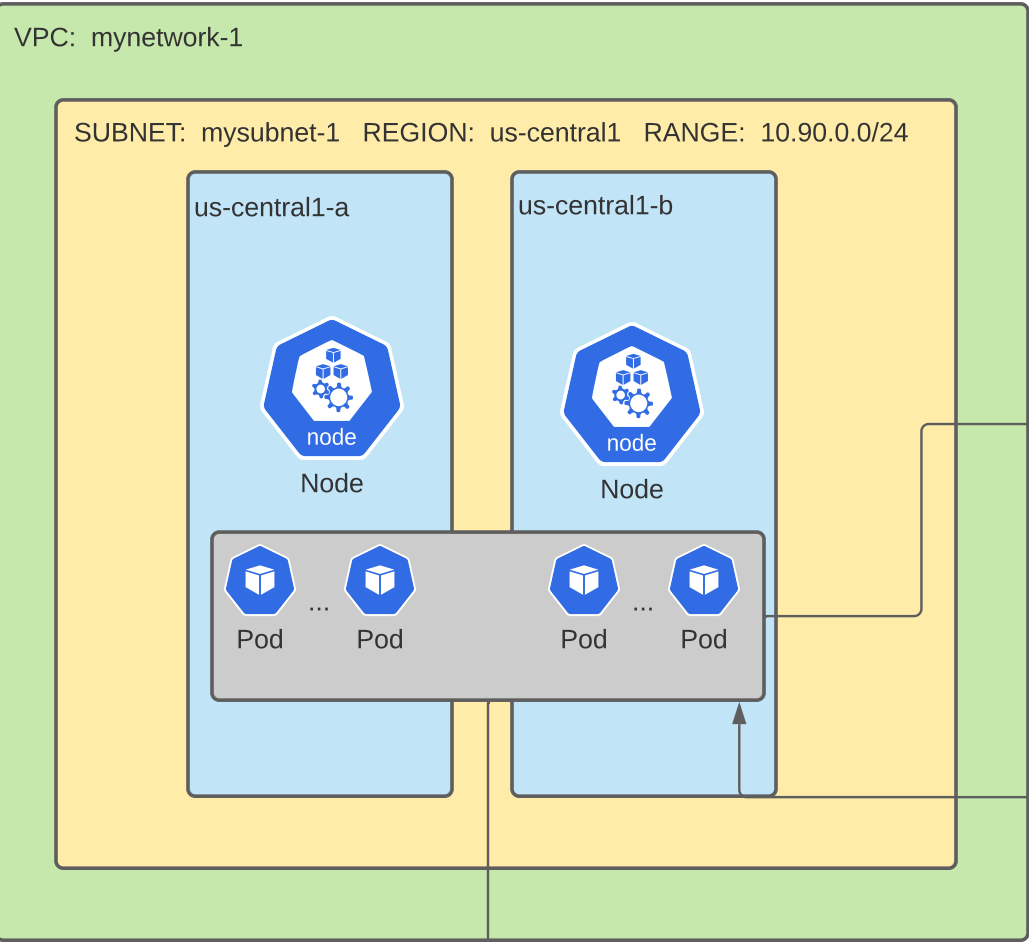 VPC: mynetwork-1
SUBNET: mysubnet-1 REGION: us-central1 RANGE: 10.90.0.0/24
us-central1-a
us-central1-b
node
node
Node
Node
... 
...
Pod
Pod
Pod
Pod